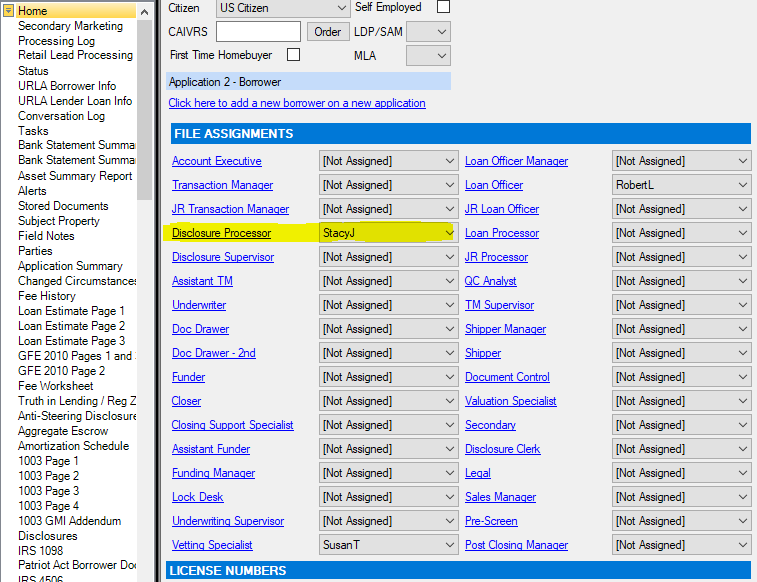 Home
Secondary Marketing
Processing Log
Retail Lead Processing
Status
URLA Borrower Info
URLA Lender Loan Info
Conversation Log
Tasks
Bank Statement Summa
Bank Statement Summa
Asset Summary Report
Alerts
Stored Documents
Subject Property
Field Notes
Parties
Application Summary
Changed Circumstances
Fee History
Loan Estimate Page 1
Loan Estimate Page 2
Loan Estimate Page 3
GFE 2010 Pages 1 and
GFE 2010 Page 2
Fee Worksheet
Truth in Lending / Reg Z
Anti-Steering Disclosure
Aggregate Escrow
Amortization Schedule
1003 Page 1
1003 Page 2
1003 Page 3
1003 Page 4
1003 GMI Addendum
Disclosures
IRS 1098
Patriot Act Borrower Do
IRS 4506
Citizen US Citizen Self Employed
CAIVRS Order LDP/SAM
First Time Homebuyer MLA
Application 2 - Borrower
Click here to add a new borrower on a new application
FILE ASSIGNMENTS
Account Executive [Not Assigned] Loan Officer Manager [Not Assigned]
Transaction Manager [Not Assigned] Loan Officer RobertL
JR Transaction Manager [Not Assigned] JR Loan Officer [Not Assigned]
Disclosure Processor StacyJ Loan Processor [Not Assigned]
Disclosure Supervisor [Not Assigned] JR Processor [Not Assigned]
Assistant TM [Not Assigned] QC Analyst [Not Assigned]
Underwriter [Not Assigned] TM Supervisor [Not Assigned]
Doc Drawer [Not Assigned] Shipper Manager [Not Assigned]
Doc Drawer - 2nd [Not Assigned] Shipper [Not Assigned]
Funder [Not Assigned] Document Control [Not Assigned]
Closer [Not Assigned] Valuation Specialist [Not Assigned]
Closing Support Specialist [Not Assigned] Secondary [Not Assigned]
Assistant Funder [Not Assigned] Disclosure Clerk [Not Assigned]
Funding Manager [Not Assigned] Legal [Not Assigned]
Lock Desk [Not Assigned] Sales Manager [Not Assigned]
Underwriting Supervisor [Not Assigned] Pre-Screen [Not Assigned]
Vetting Specialist SusanT Post Closing Manager [Not Assigned]
LICENSE NUMBERS